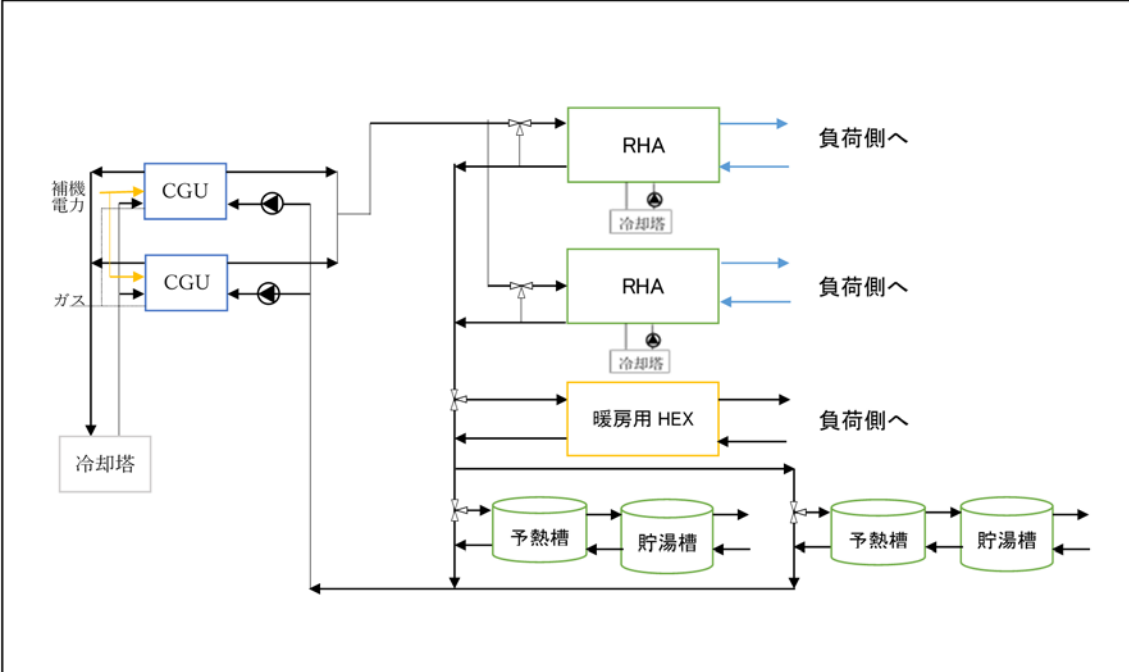 RHA
負荷側へ
冷却塔
補機
電力
CGU
CGU
ガス
RHA
負荷側へ
冷却塔
暖房用 HEX
負荷側へ
冷却塔
予熱槽
貯湯槽
予熱槽
貯湯槽